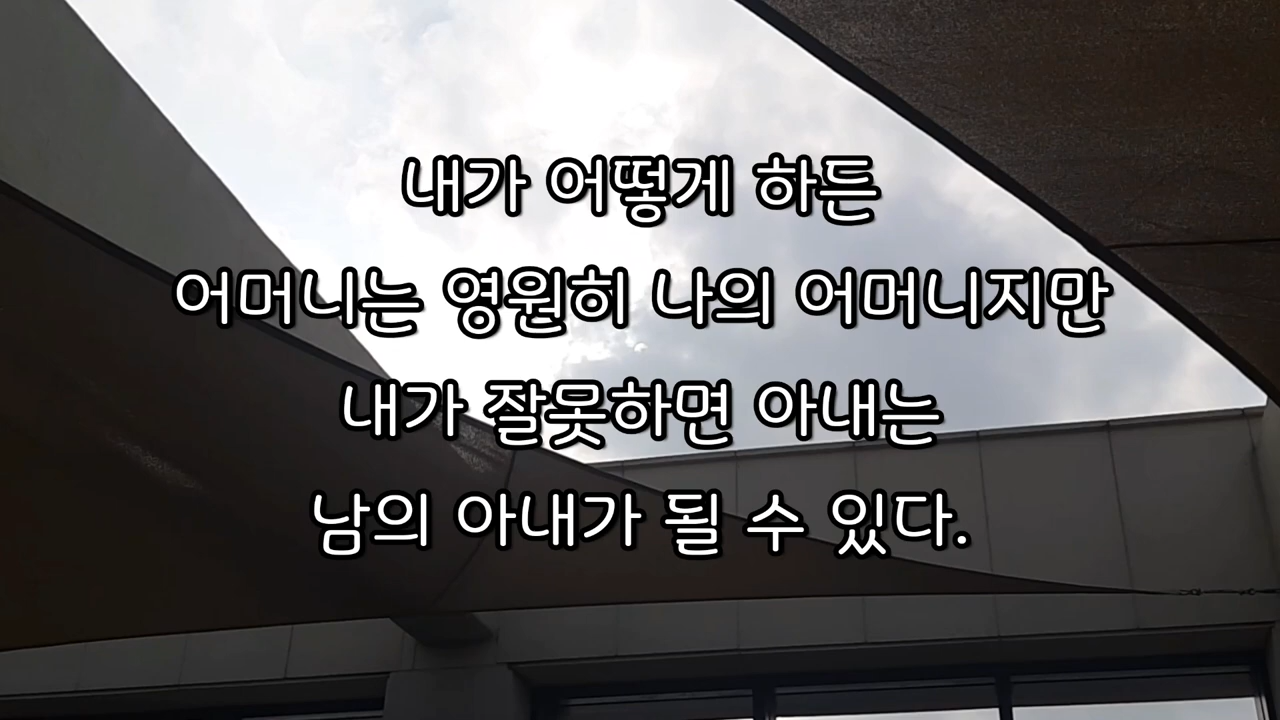 내가 어떻게 하든
어머니는 영원히 나의 어머니지만
내가 잘못하면 아내는
남의 아내가 될 수 있다.